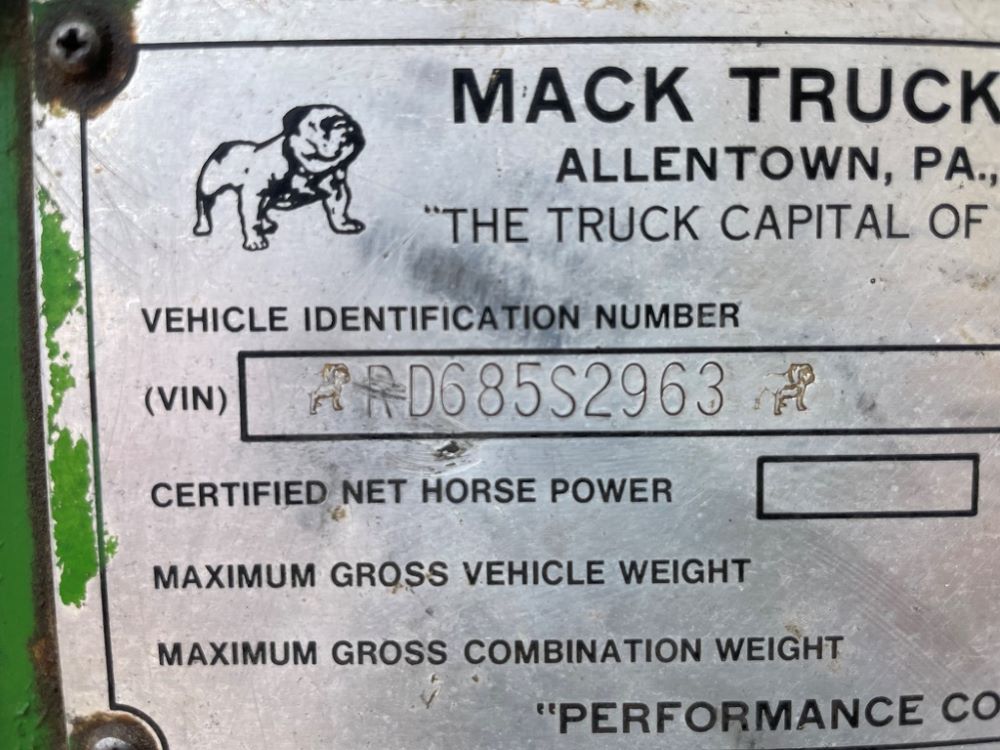 MACK TRUCK
ALLENTOWN, PA.,
"THE TRUCK CAPITAL OF
VEHICLE IDENTIFICATION NUMBER
(VIN) RD685S2963
CERTIFIED NET HORSE POWER
MAXIMUM GROSS VEHICLE WEIGHT
MAXIMUM GROSS COMBINATION WEIGHT
"PERFORMANCE CO